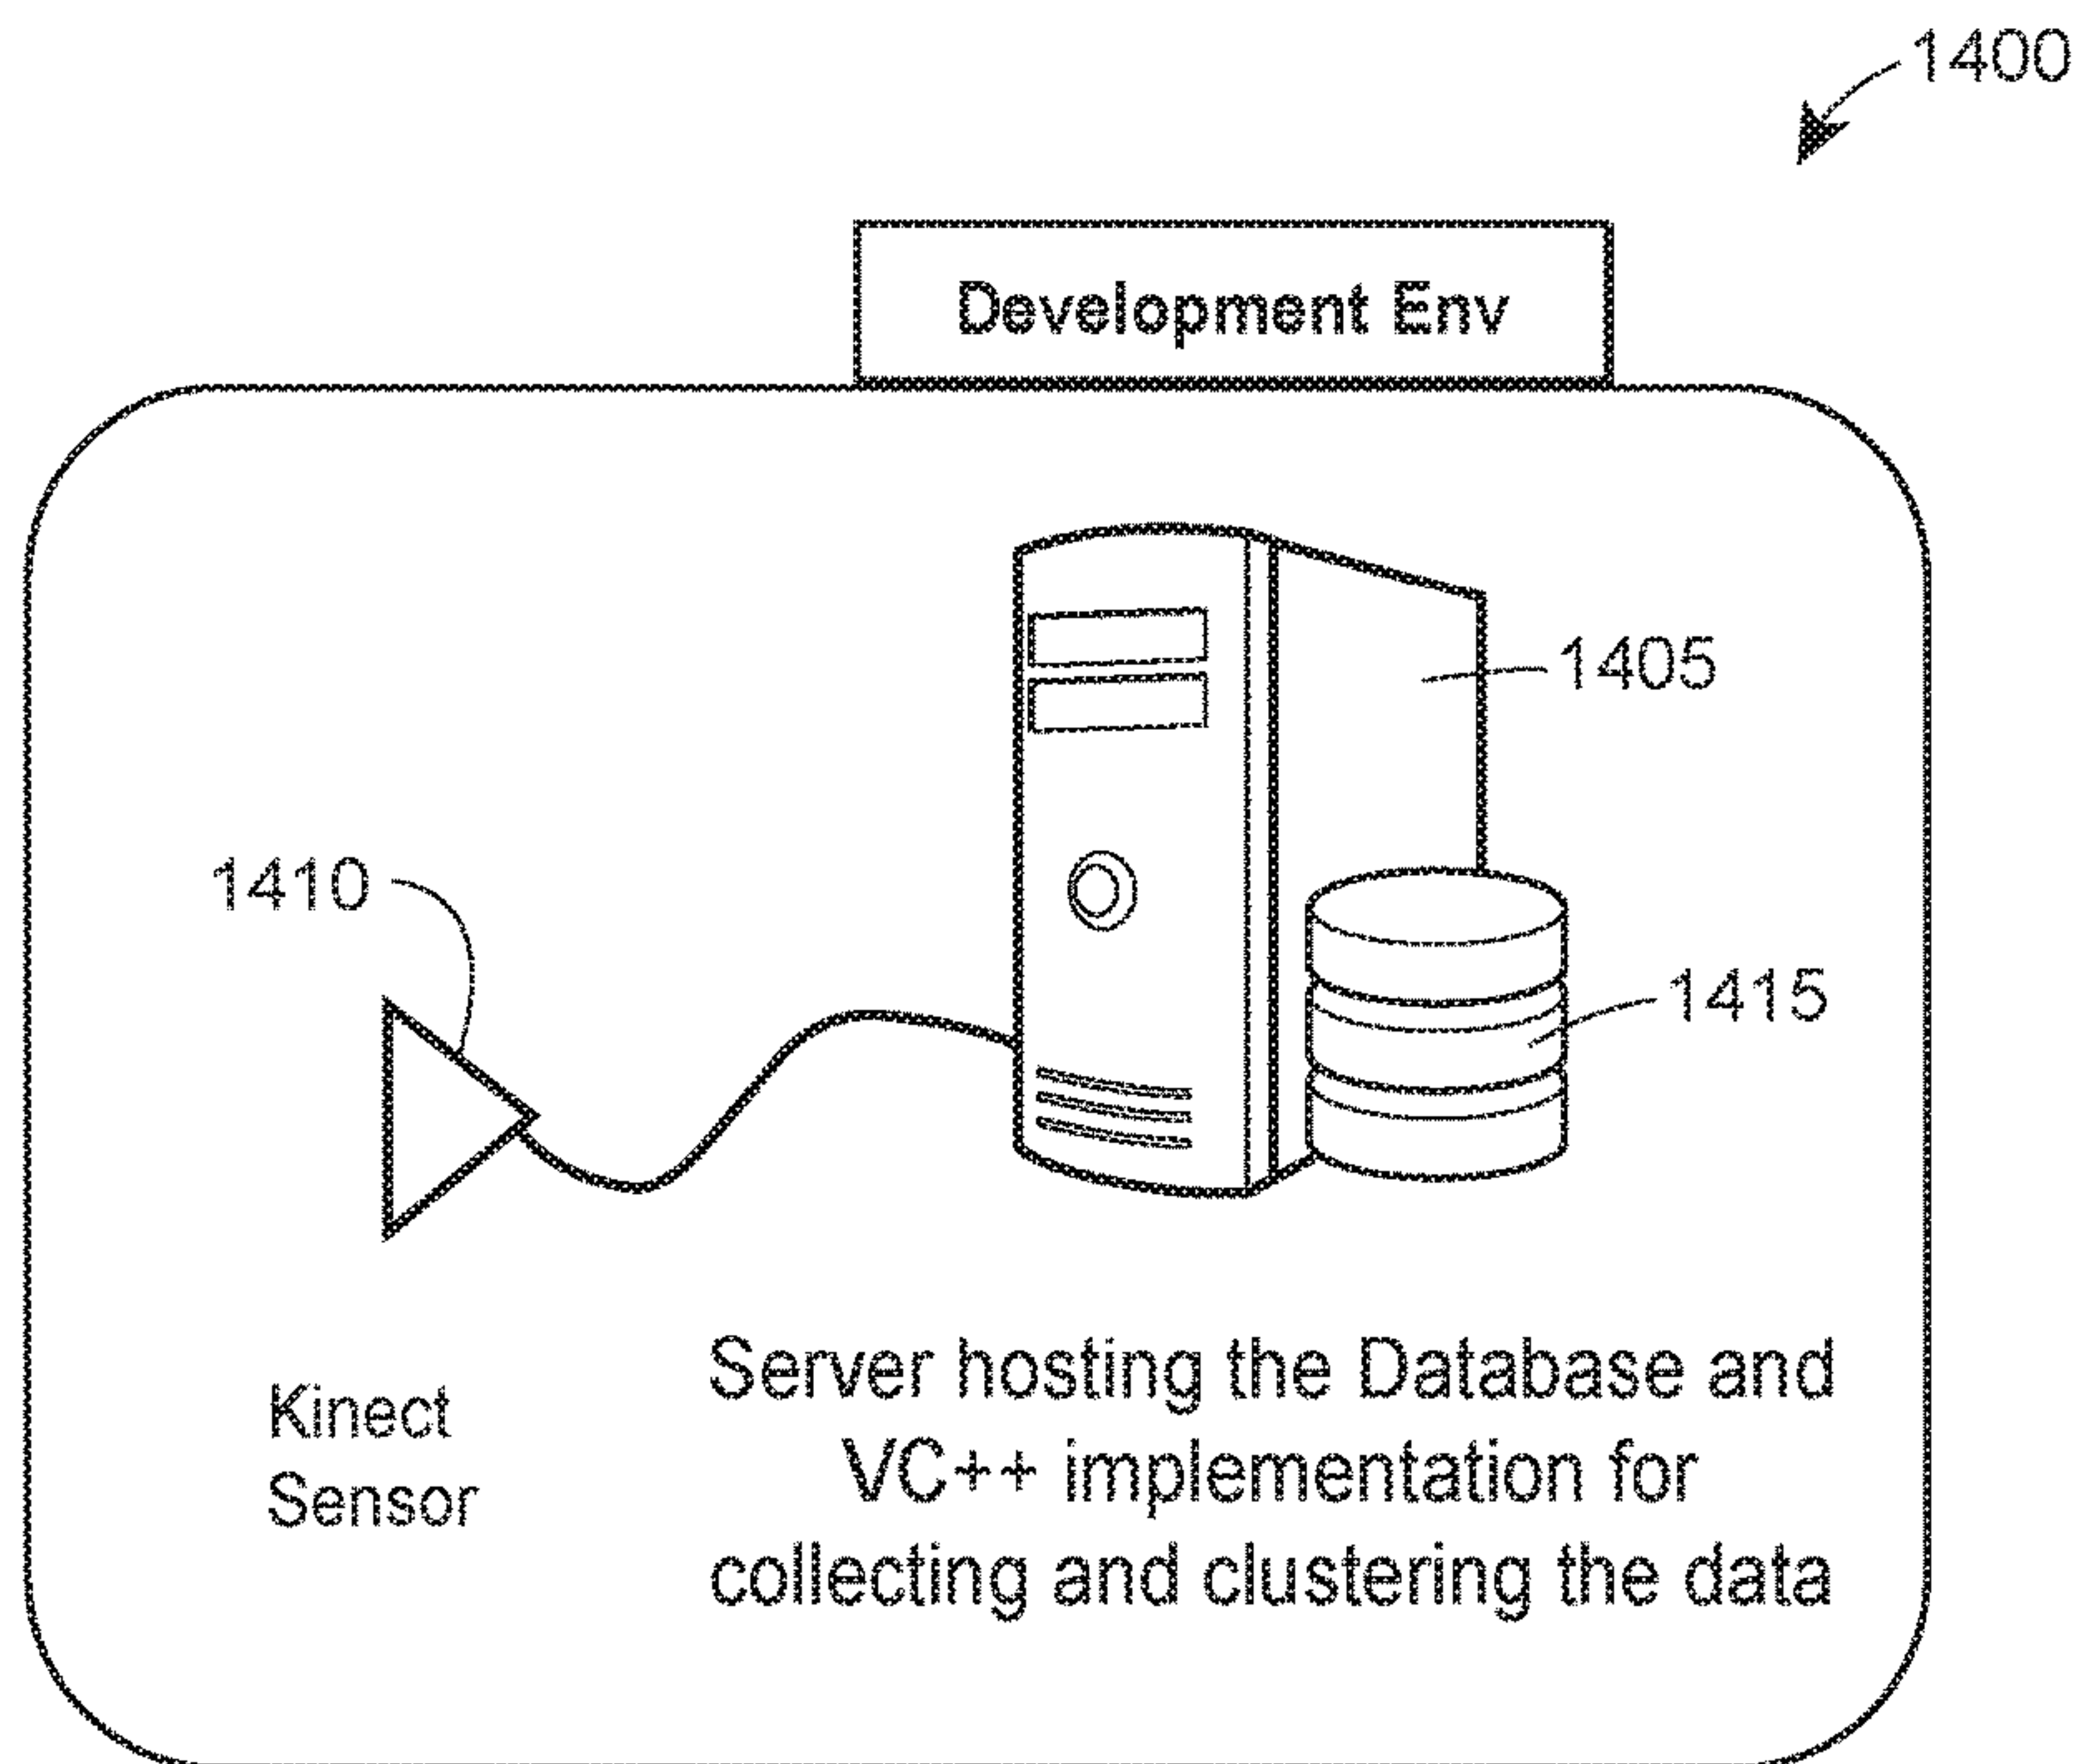 1400
Development Env
1405
1410
1415
Kinect
Sensor
Server hosting the Database and
VC++ implementation for
collecting and clustering the data